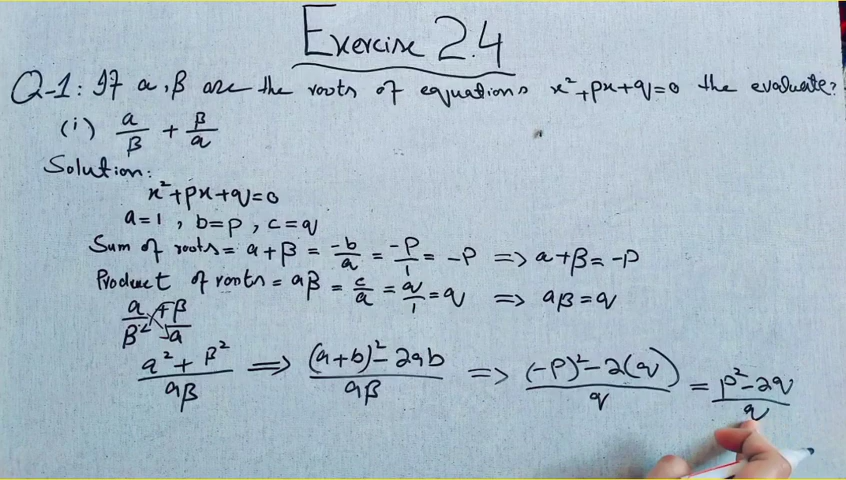 Exercise 2.4
Q-1: If α, β are the roots of equations x²+px+q=0 the evaluate?
(i) α/β + β/α
Solution:
x²+px+q=0
a=1, b=p, c=q
Sum of roots = α+β = -b/a = -p/1 = -p => α+β=-p
Product of roots = αβ = c/a = q/1 = q => αβ=q
α/β + β/α
α²+β²/αβ => (a+b)²-2ab/αβ => (-p)²-2(q)/q = p²-2q/q